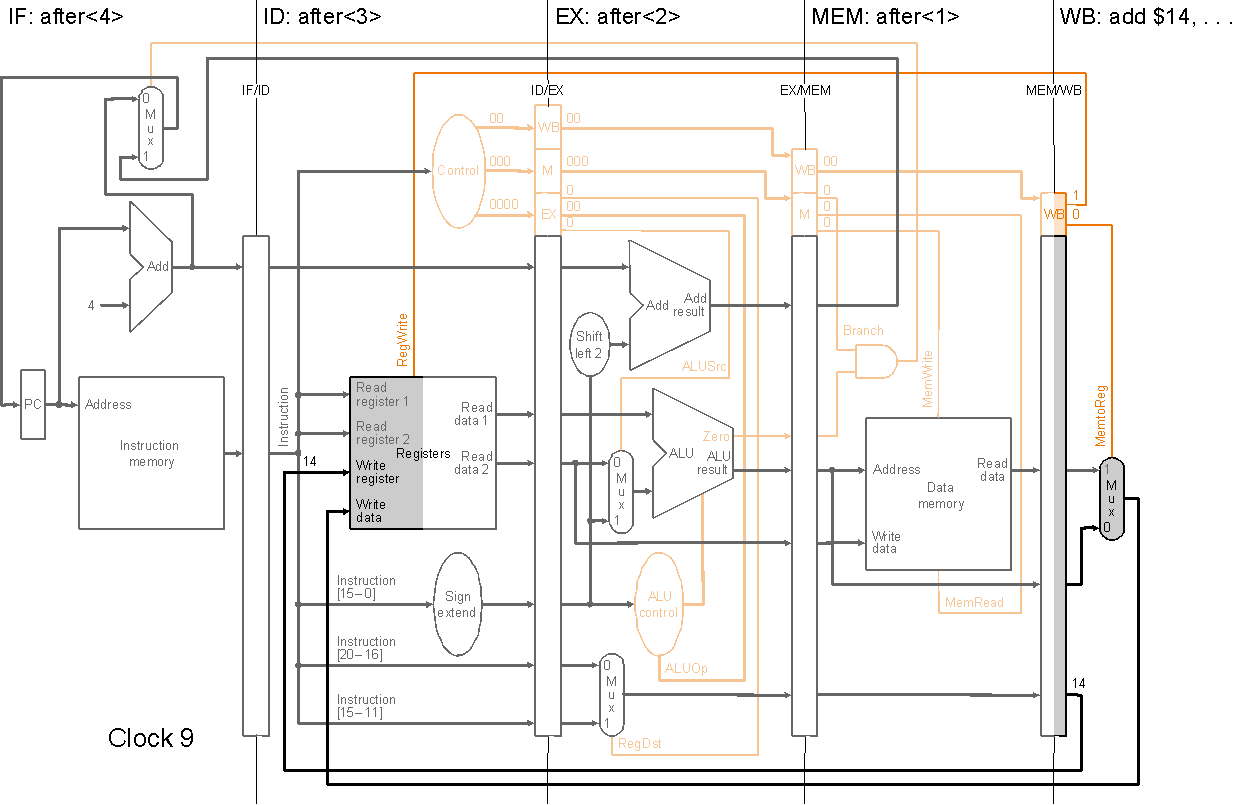 IF: after<4>
ID: after<3>
EX: after<2>
MEM: after<1>
WB: add $14, . . .
IF/ID
ID/EX
EX/MEM
MEM/WB
0
M
u
x
1
Add
4
PC
Address
Instruction
memory
Instruction
Control
00
000
0000
WB
M
EX
00
000
0
00
0
WB
M
00
0
0
0
WB
1
0
RegWrite
Read
register 1
Read
register 2
Registers
Write
register
Write
data
Read
data 1
Read
data 2
14
Instruction
[15–0]
Sign
extend
Instruction
[20–16]
Instruction
[15–11]
Shift
left 2
Add
Add
result
ALUSrc
0
M
u
x
1
ALU
Zero
ALU
result
ALU
control
ALUOp
0
M
u
x
1
RegDst
Branch
MemWrite
Address
Read
data
Data
memory
Write
data
MemRead
MemtoReg
1
M
u
x
0
14
Clock 9